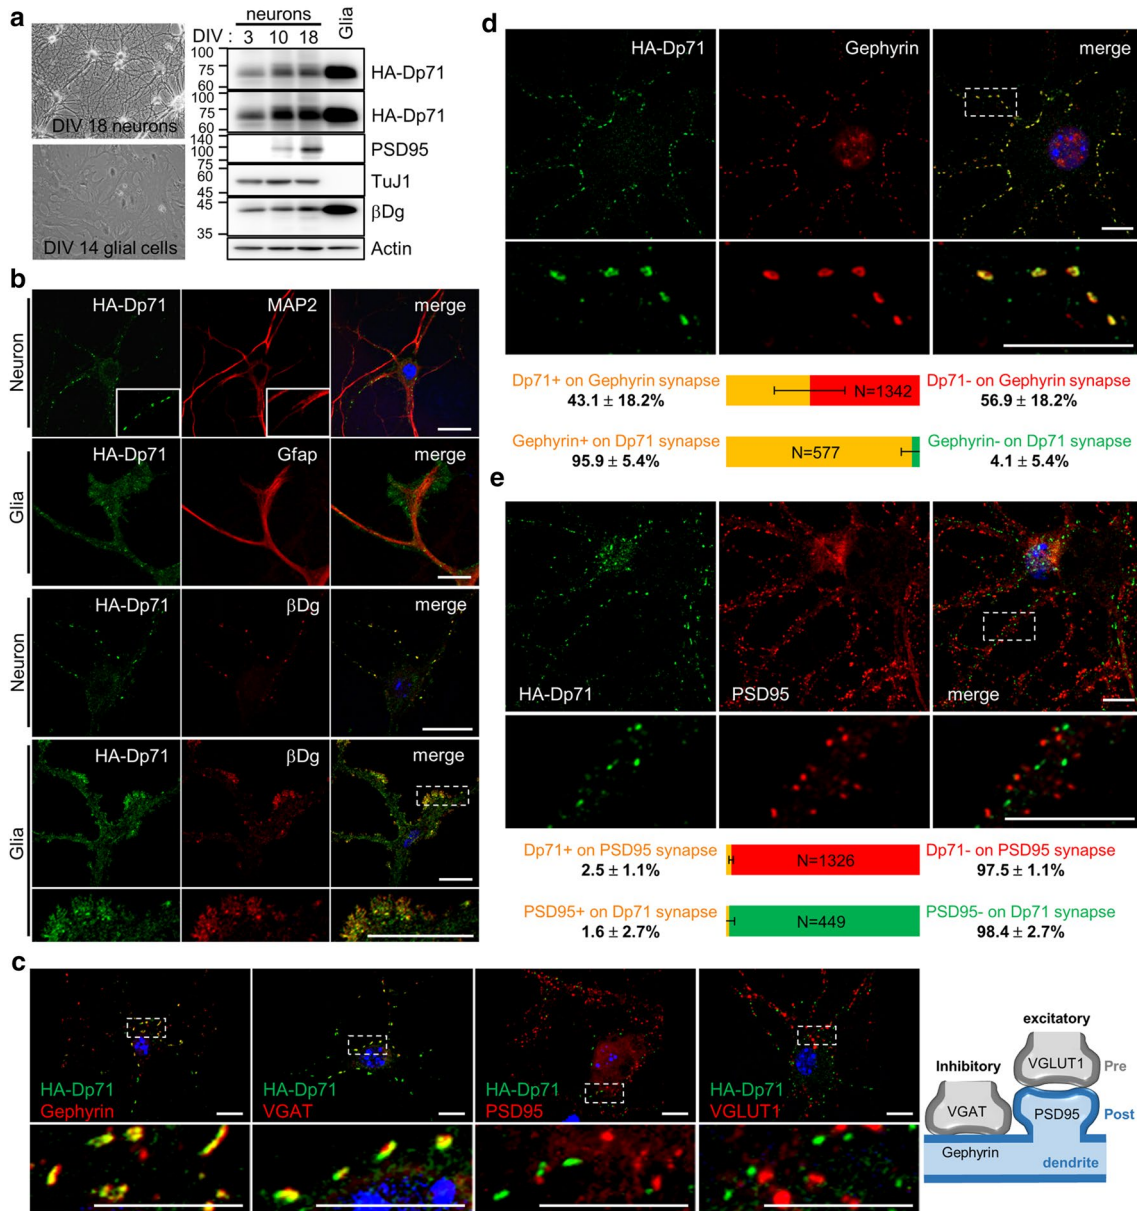 a
neurons
Glia
DIV : 3 10 18
100
75
60
HA-Dp71
100
75
60
HA-Dp71
140
100
75
PSD95
60
45
TuJ1
45
35
βDg
Actin
DIV 18 neurons
DIV 14 glial cells
b
Neuron
HA-Dp71
MAP2
merge
Glia
HA-Dp71
Gfap
merge
Neuron
HA-Dp71
βDg
merge
Glia
HA-Dp71
βDg
merge
c
HA-Dp71
Gephyrin
HA-Dp71
VGAT
HA-Dp71
PSD95
HA-Dp71
VGLUT1
excitatory
VGLUT1
Pre
Inhibitory
VGAT
PSD95
Post
Gephyrin
dendrite
d
HA-Dp71
Gephyrin
merge
Dp71+ on Gephyrin synapse
43.1 ± 18.2%
N=1342
Dp71- on Gephyrin synapse
56.9 ± 18.2%
Gephyrin+ on Dp71 synapse
95.9 ± 5.4%
N=577
Gephyrin- on Dp71 synapse
4.1 ± 5.4%
e
HA-Dp71
PSD95
merge
Dp71+ on PSD95 synapse
2.5 ± 1.1%
N=1326
Dp71- on PSD95 synapse
97.5 ± 1.1%
PSD95+ on Dp71 synapse
1.6 ± 2.7%
N=449
PSD95- on Dp71 synapse
98.4 ± 2.7%